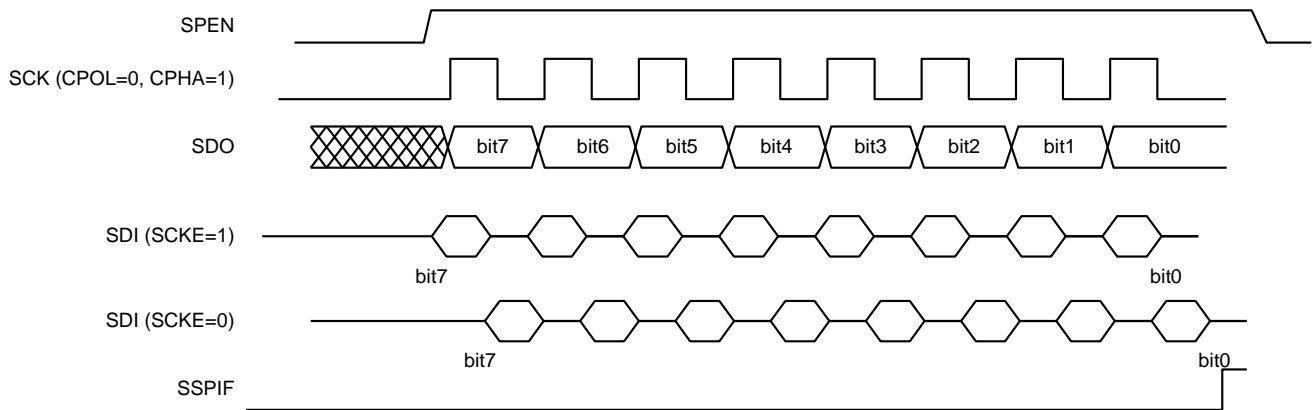 SPEN
SCK (CPOL=0, CPHA=1)
SDO
bit7 bit6 bit5 bit4 bit3 bit2 bit1 bit0
SDI (SCKE=1)
bit7 bit0
SDI (SCKE=0)
bit7 bit0
SSPIF